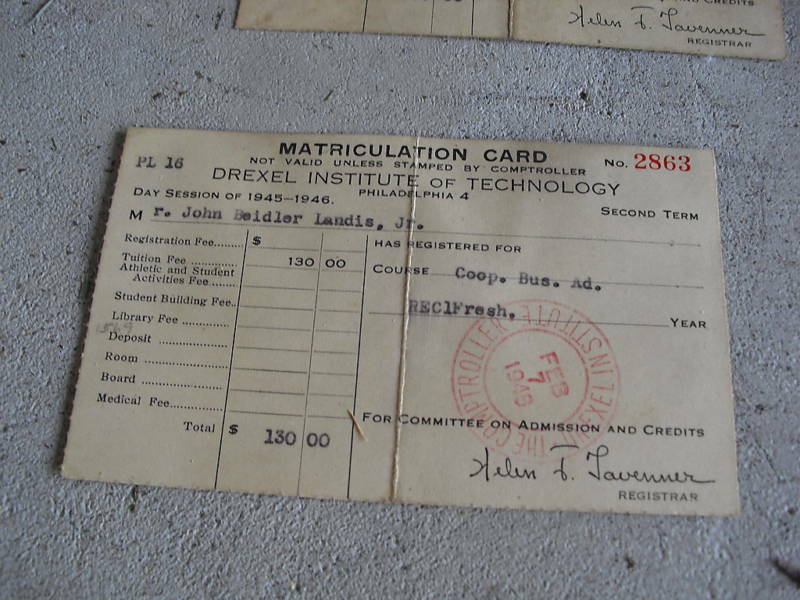 AND CREDITS
Helen F. Tavenner
REGISTRAR
MATRICULATION CARD
PL 16
NOT VALID UNLESS STAMPED BY COMPTROLLER
No. 2863
DREXEL INSTITUTE OF TECHNOLOGY
DAY SESSION OF 1945-1946.
PHILADELPHIA 4
SECOND TERM
Mr. John Beidler Landis, Jr.
Registration Fee........ $
HAS REGISTERED FOR
Tuition Fee ............ 130 00
COURSE Coop. Bus. Ad.
Athletic and Student
Activities Fee......
Student Building Fee..
REC1Fresh. YEAR
Library Fee ............
Deposit ................
Room ...................
Board ..................
Medical Fee.............
Total $ 130 00
THE COMPTROLLER
DREXEL INSTITUTE
FEB
7
1946
FOR COMMITTEE ON ADMISSION AND CREDITS
Helen F. Tavenner
REGISTRAR